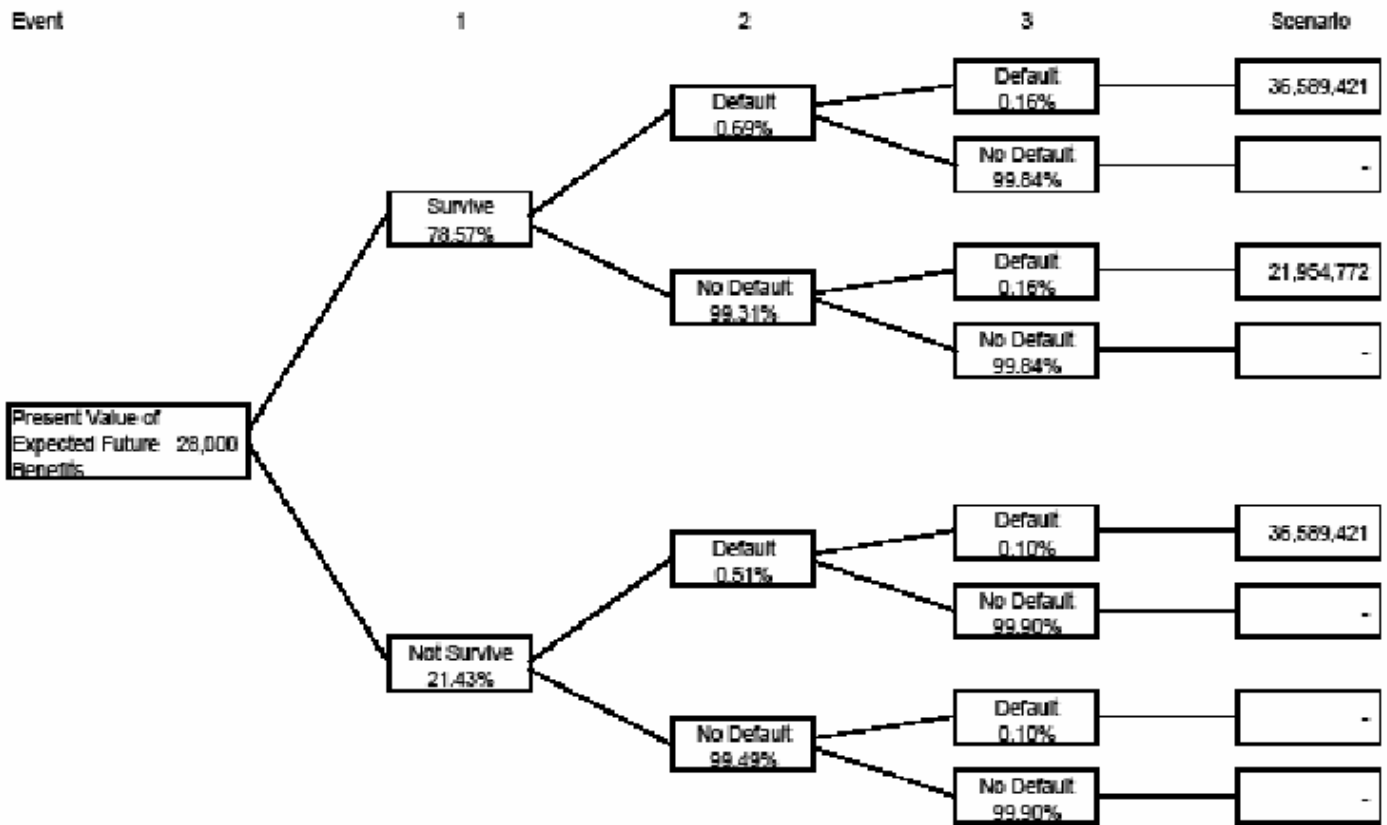 Event 1 2 3 Scenario
Default
0.16%
36,589,421
Default
0.69%
No Default
99.84%
-
Survive
78.57%
Default
0.16%
21,954,772
No Default
99.31%
No Default
99.84%
-
Present Value of
Expected Future 28,000
Benefits
Default
0.10%
36,589,421
Default
0.51%
No Default
99.90%
-
Not Survive
21.43%
Default
0.10%
-
No Default
99.49%
No Default
99.90%
-